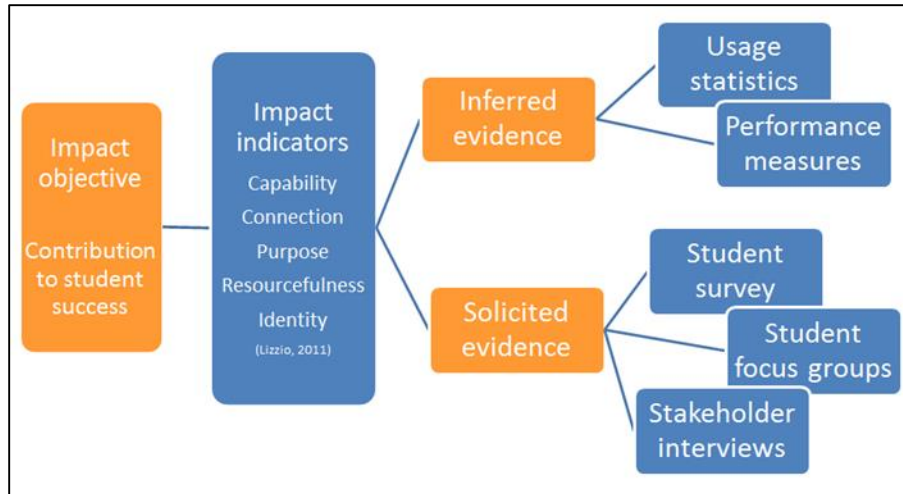 Impact
objective
Contribution
to student
success
Impact
indicators
Capability
Connection
Purpose
Resourcefulness
Identity
(Lizzio, 2011)
Inferred
evidence
Usage
statistics
Performance
measures
Solicited
evidence
Student
survey
Student
focus groups
Stakeholder
interviews